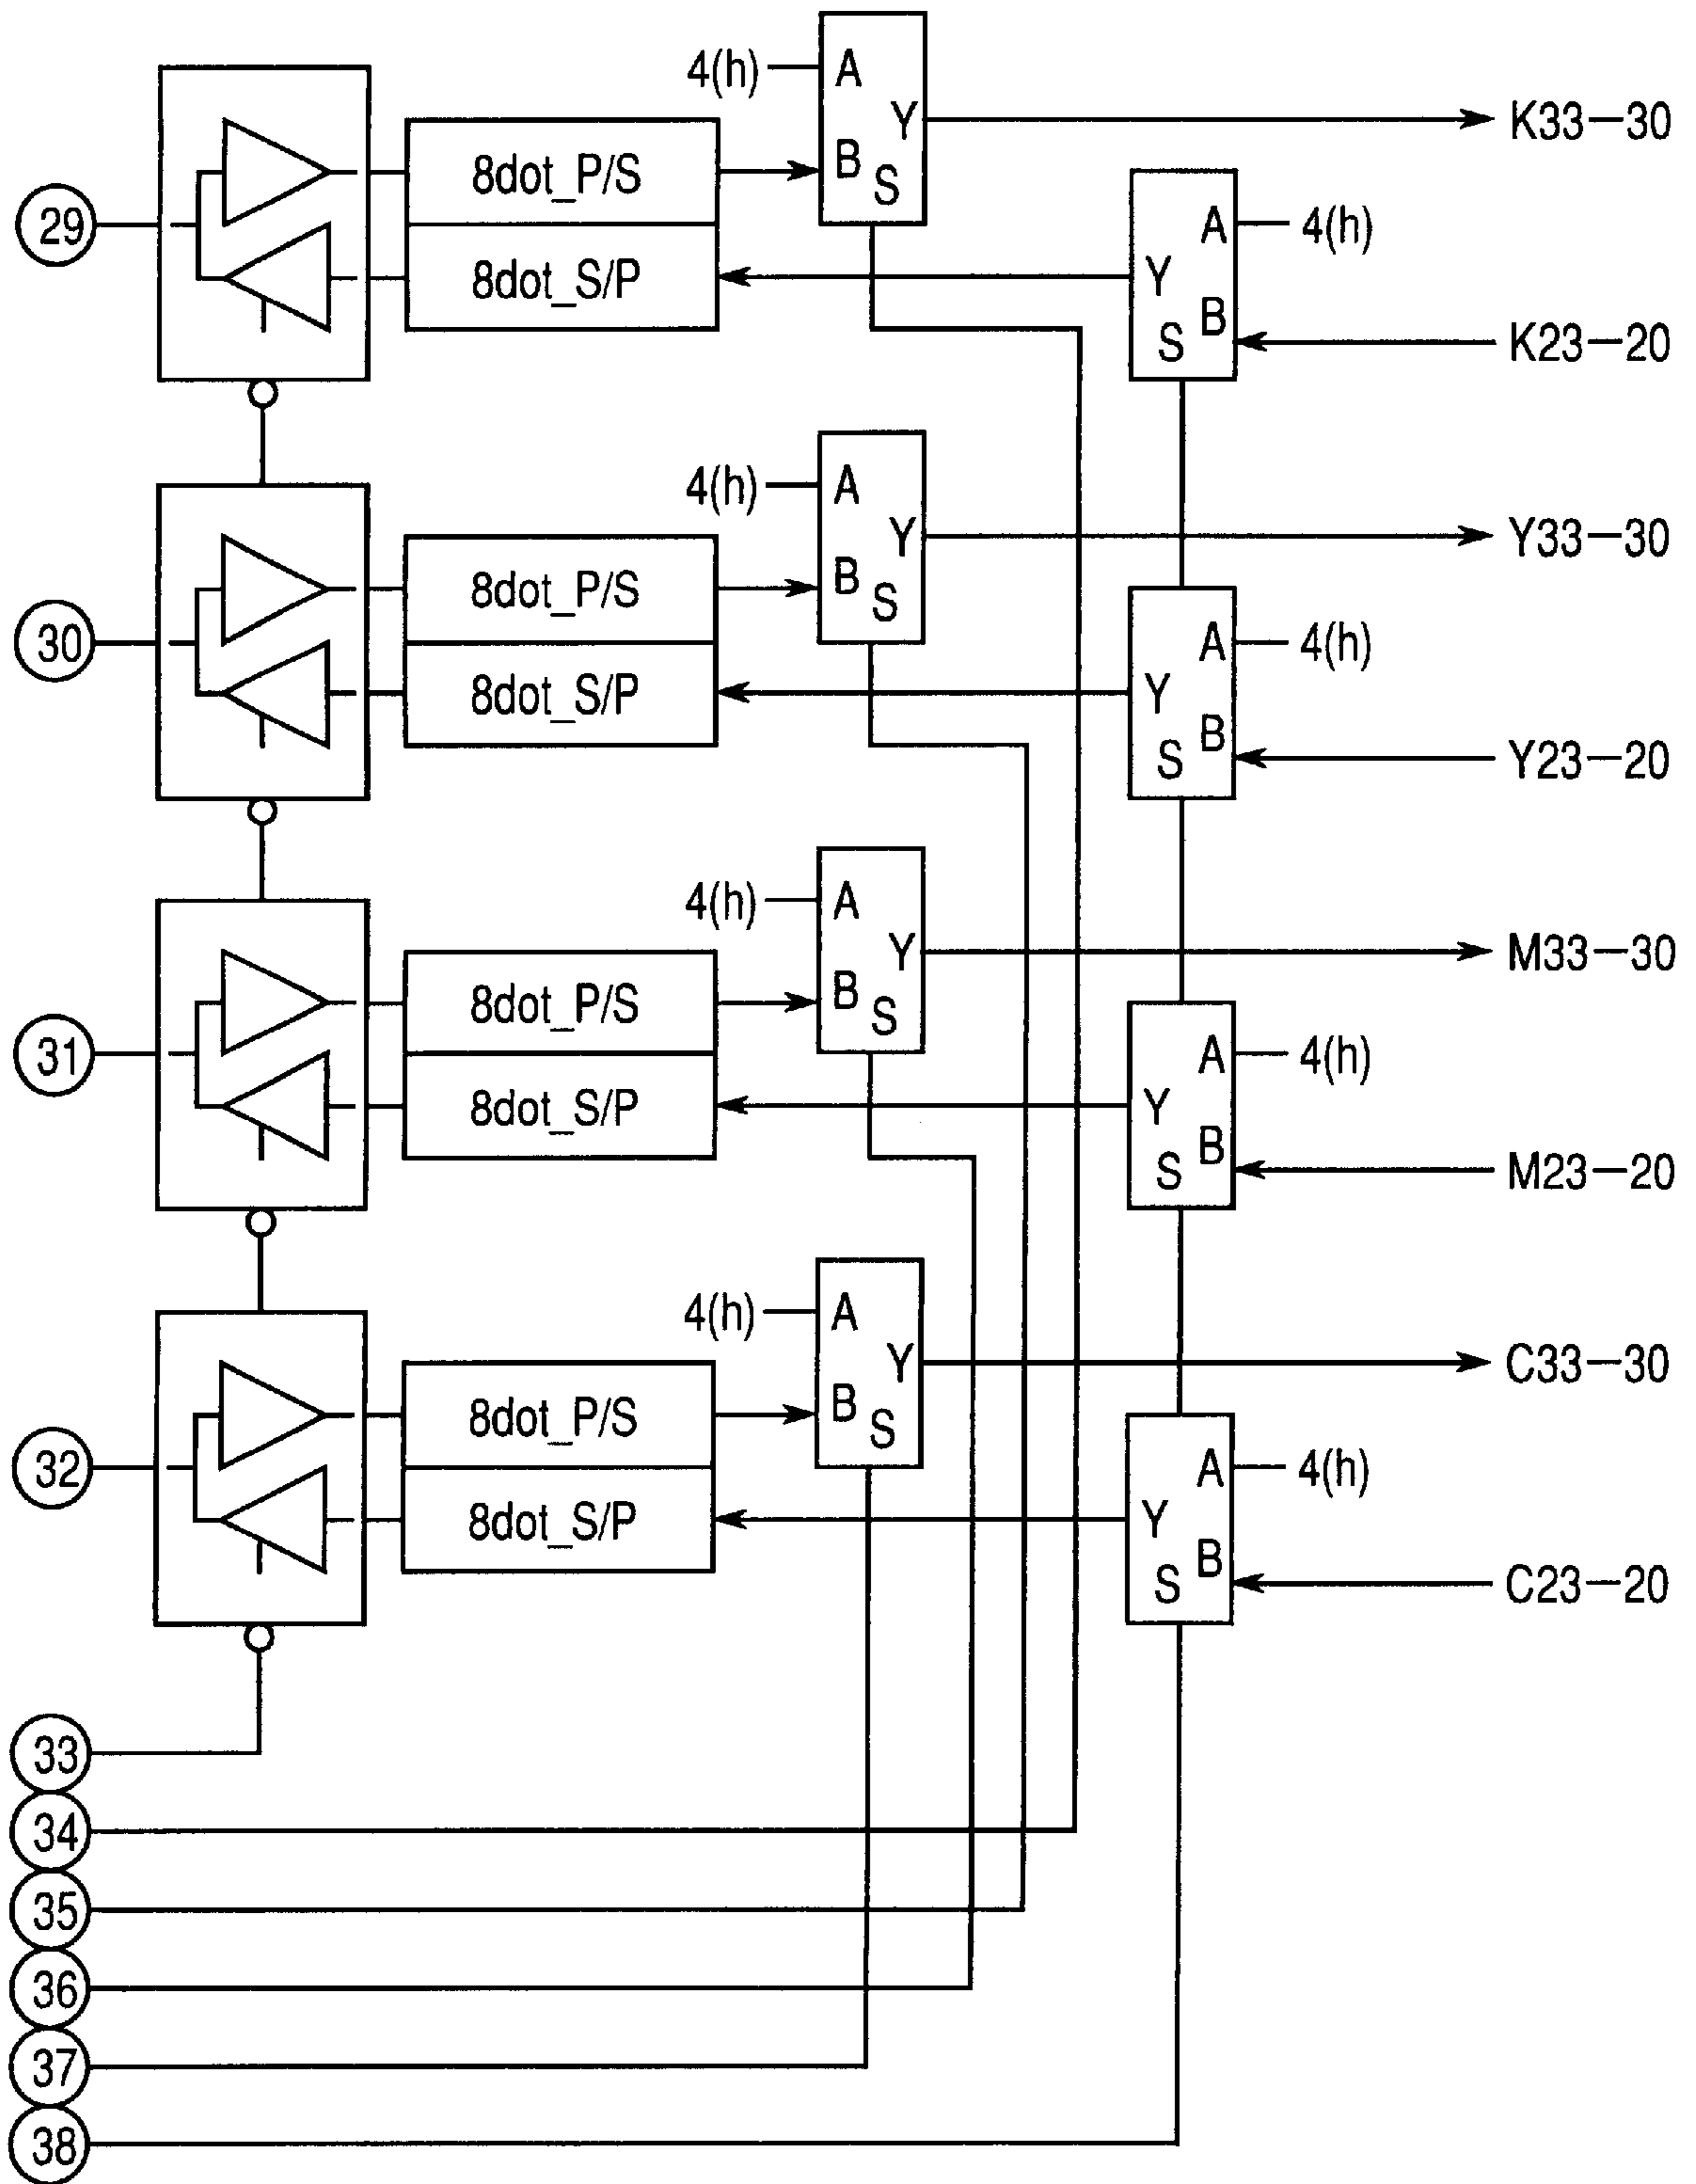 4(h)
A
Y
B
S
K33—30
29
8dot_P/S
8dot_S/P
A
4(h)
Y
B
S
K23—20
4(h)
A
Y
B
S
Y33—30
30
8dot_P/S
8dot_S/P
A
4(h)
Y
B
S
Y23—20
4(h)
A
Y
B
S
M33—30
31
8dot_P/S
8dot_S/P
A
4(h)
Y
B
S
M23—20
4(h)
A
Y
B
S
C33—30
32
8dot_P/S
8dot_S/P
A
4(h)
Y
B
S
C23—20
33
34
35
36
37
38